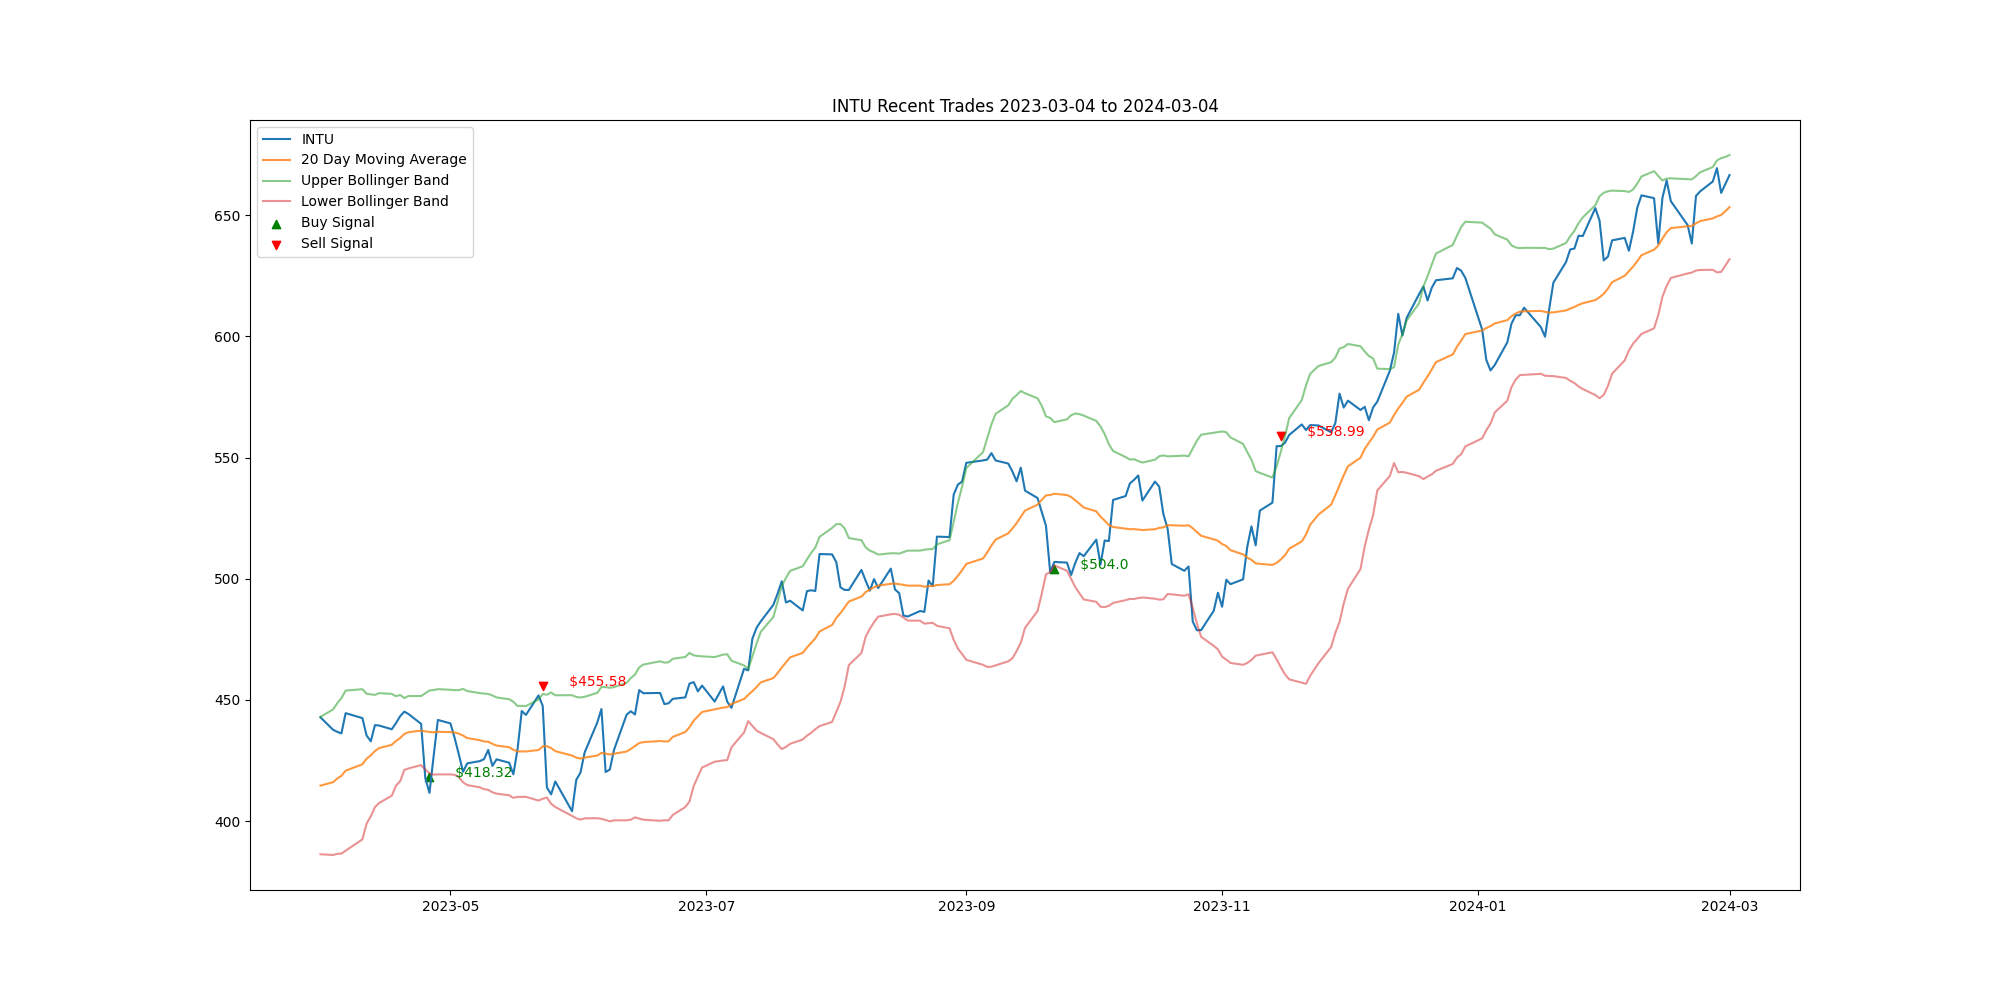 INTU Recent Trades 2023-03-04 to 2024-03-04
INTU
20 Day Moving Average
Upper Bollinger Band
Lower Bollinger Band
Buy Signal
Sell Signal
650
600
550
500
450
400
$418.32
$455.58
$504.0
$558.99
2023-05
2023-07
2023-09
2023-11
2024-01
2024-03